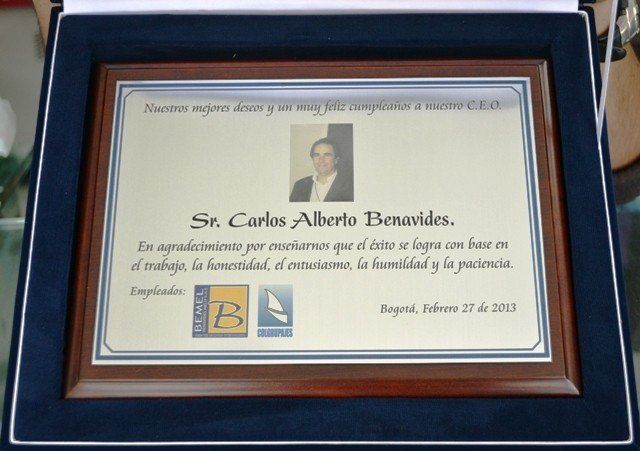 Nuestros mejores deseos y un muy feliz cumpleaños a nuestro C.E.O.
Sr. Carlos Alberto Benavides.
En agradecimiento por enseñarnos que el éxito se logra con base en
el trabajo, la honestidad, el entusiasmo, la humildad y la paciencia.
Empleados:
BEMEL
B
COLGRUPAJES
Bogotá, Febrero 27 de 2013